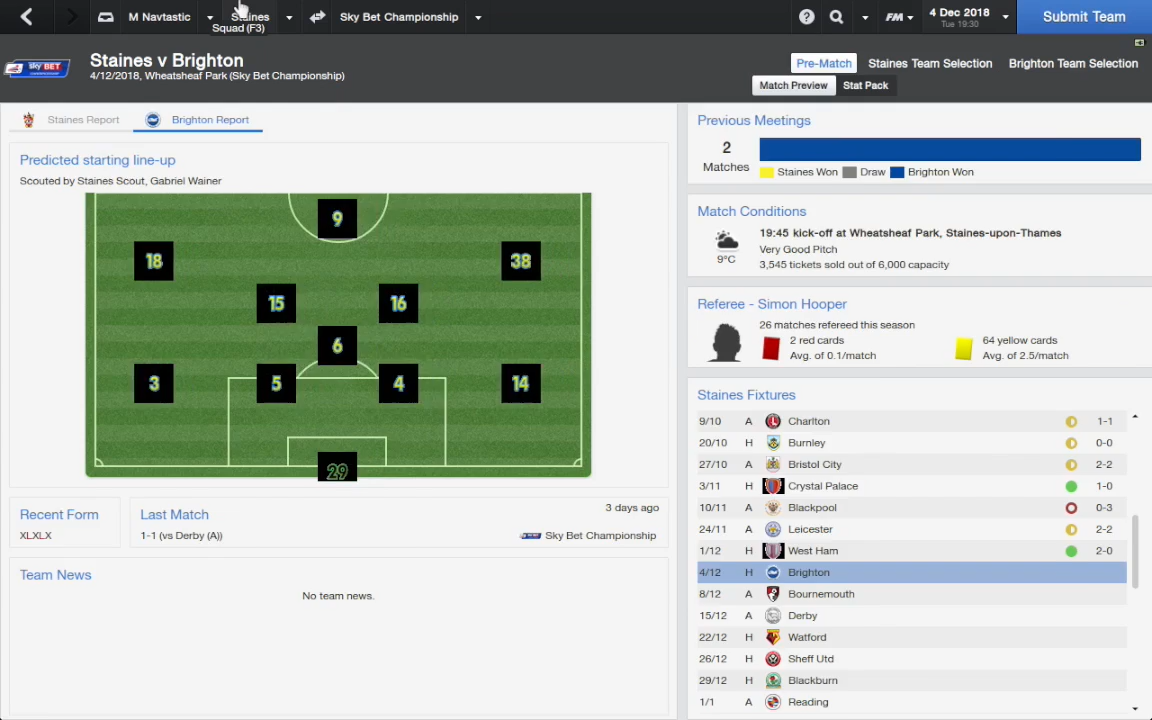 M Navtastic
Staines
Sky Bet Championship
FM
4 Dec 2018
Tue 19:30
Submit Team
Squad (F3)
sky BET
Staines v Brighton
4/12/2018, Wheatsheaf Park (Sky Bet Championship)
Pre-Match
Staines Team Selection
Brighton Team Selection
Match Preview
Stat Pack
Staines Report
Brighton Report
Predicted starting line-up
Scouted by Staines Scout, Gabriel Wainer
9
18
38
15
16
6
3
5
4
14
29
Recent Form
XLXLX
Last Match
3 days ago
1-1 (vs Derby (A))
Sky Bet Championship
Team News
No team news.
Previous Meetings
2
Matches
Staines Won
Draw
Brighton Won
Match Conditions
9°C
19:45 kick-off at Wheatsheaf Park, Staines-upon-Thames
Very Good Pitch
3,545 tickets sold out of 6,000 capacity
Referee - Simon Hooper
26 matches refereed this season
2 red cards
Avg. of 0.1/match
64 yellow cards
Avg. of 2.5/match
Staines Fixtures
9/10 A Charlton 1-1
20/10 H Burnley 0-0
27/10 A Bristol City 2-2
3/11 H Crystal Palace 1-0
10/11 A Blackpool 0-3
24/11 A Leicester 2-2
1/12 H West Ham 2-0
4/12 H Brighton
8/12 A Bournemouth
15/12 A Derby
22/12 H Watford
26/12 H Sheff Utd
29/12 H Blackburn
1/1 A Reading